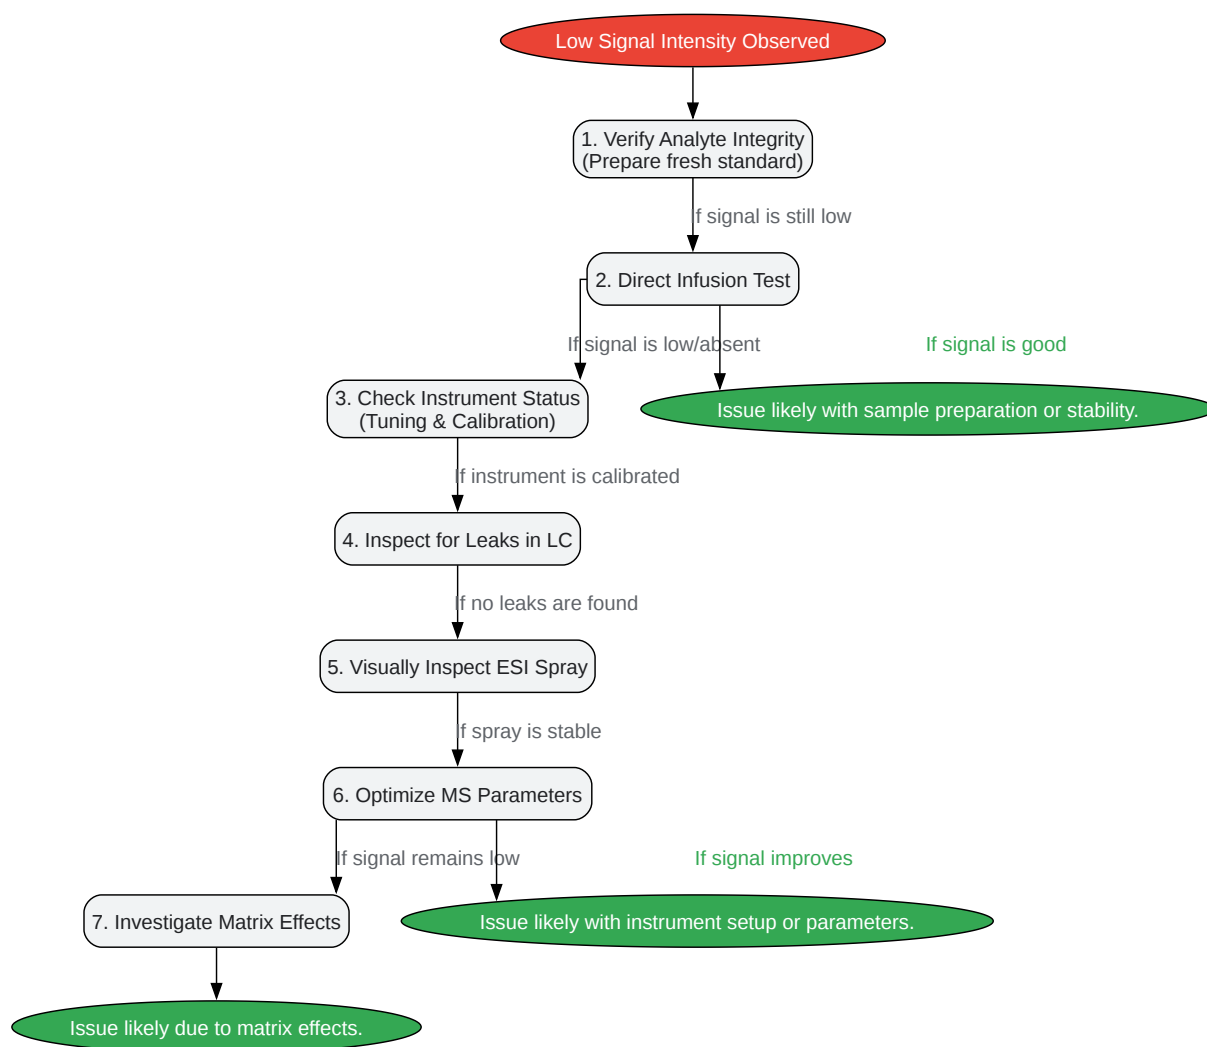 Low Signal Intensity Observed
1. Verify Analyte Integrity
(Prepare fresh standard)
If signal is still low
2. Direct Infusion Test
If signal is low/absent
If signal is good
3. Check Instrument Status
(Tuning & Calibration)
Issue likely with sample preparation or stability.
If instrument is calibrated
4. Inspect for Leaks in LC
If no leaks are found
5. Visually Inspect ESI Spray
If spray is stable
6. Optimize MS Parameters
If signal remains low
If signal improves
7. Investigate Matrix Effects
Issue likely with instrument setup or parameters.
Issue likely due to matrix effects.